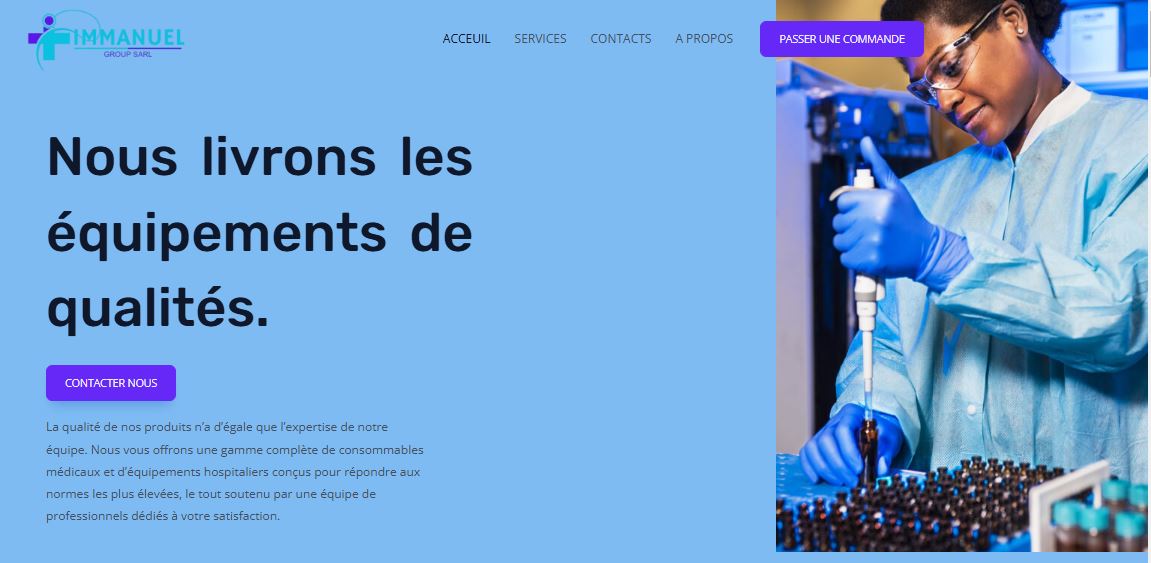 IMMANUEL
GROUP SARL
ACCEUIL SERVICES CONTACTS A PROPOS PASSER UNE COMMANDE
Nous livrons les
équipements de
qualités.
CONTACTER NOUS
La qualité de nos produits n’a d’égale que l’expertise de notre
équipe. Nous vous offrons une gamme complète de consommables
médicaux et d’équipements hospitaliers conçus pour répondre aux
normes les plus élevées, le tout soutenu par une équipe de
professionnels dédiés à votre satisfaction.